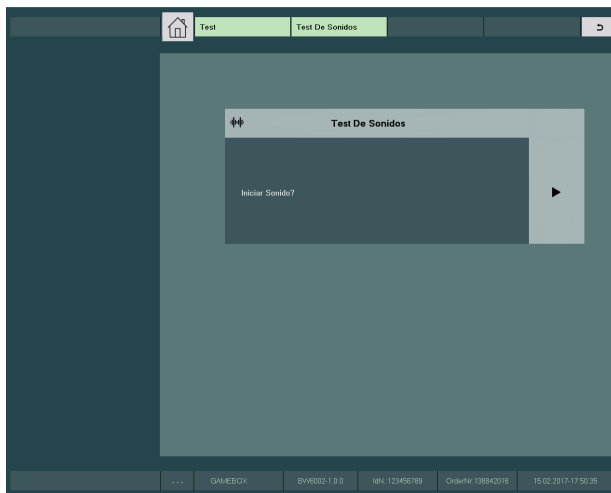 Test
Test De Sonidos
Test De Sonidos
Iniciar Sonido?
... GAMEBOX BW6002-1.0.0 IdN.:123456789 OrderNr:138842016 15.02.2017-17:50:35